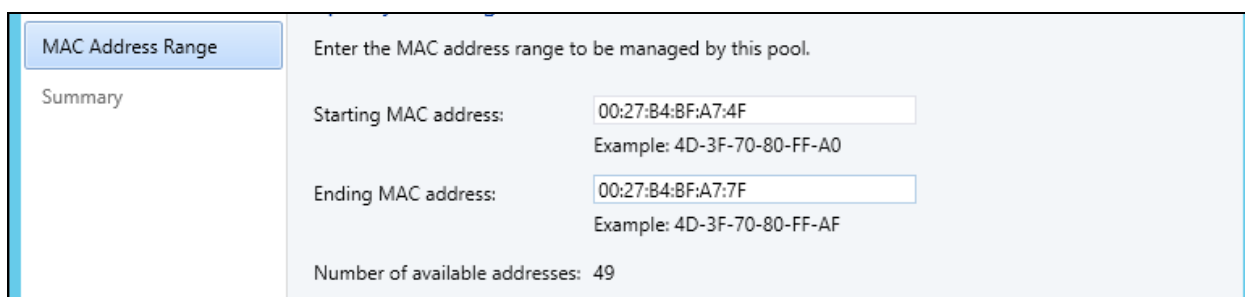 MAC Address Range
Summary
Enter the MAC address range to be managed by this pool.
Starting MAC address: 00:27:B4:BF:A7:4F
Example: 4D-3F-70-80-FF-A0
Ending MAC address: 00:27:B4:BF:A7:7F
Example: 4D-3F-70-80-FF-AF
Number of available addresses: 49